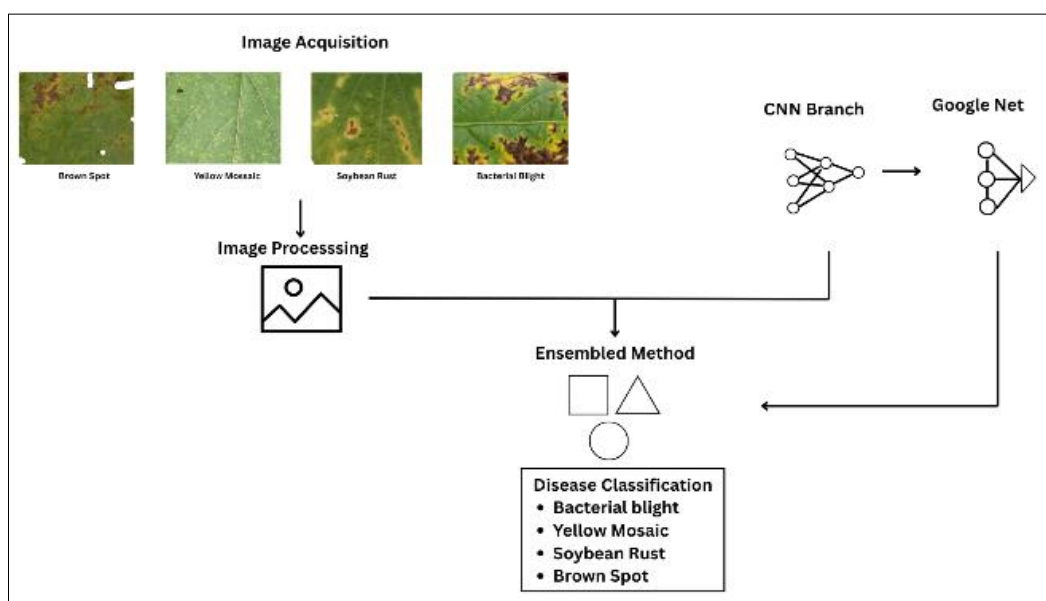 Image Acquisition
Brown Spot
Yellow Mosaic
Soybean Rust
Bacterial Blight
CNN Branch
Google Net
Image Processsing
Ensembled Method
Disease Classification
• Bacterial blight
• Yellow Mosaic
• Soybean Rust
• Brown Spot